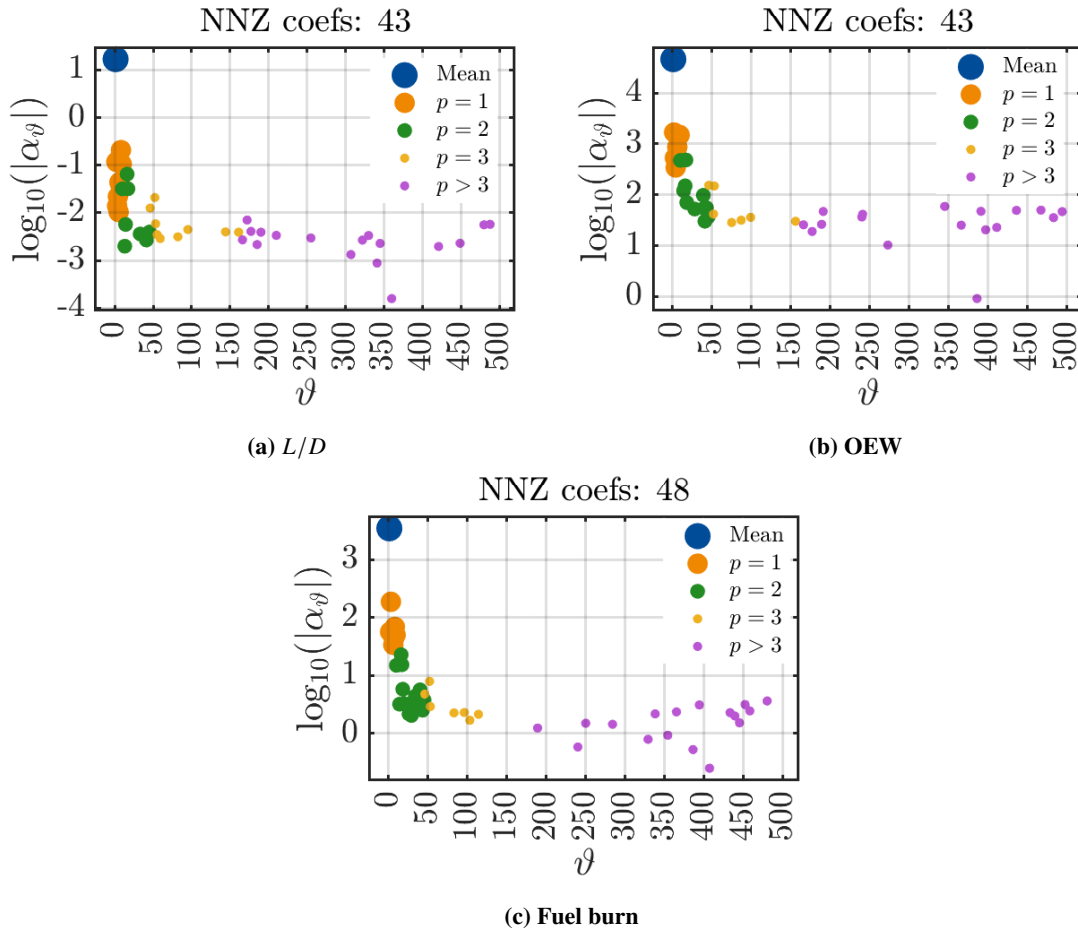 NNZ coefs: 43
log10(|αϑ|)
1
0
-1
-2
-3
-4
Mean
p = 1
p = 2
p = 3
p > 3
0
50
100
150
200
250
300
350
400
450
500
ϑ
(a) L/D
NNZ coefs: 43
log10(|αϑ|)
4
3
2
1
0
Mean
p = 1
p = 2
p = 3
p > 3
0
50
100
150
200
250
300
350
400
450
500
ϑ
(b) OEW
NNZ coefs: 48
log10(|αϑ|)
3
2
1
0
Mean
p = 1
p = 2
p = 3
p > 3
0
50
100
150
200
250
300
350
400
450
500
ϑ
(c) Fuel burn